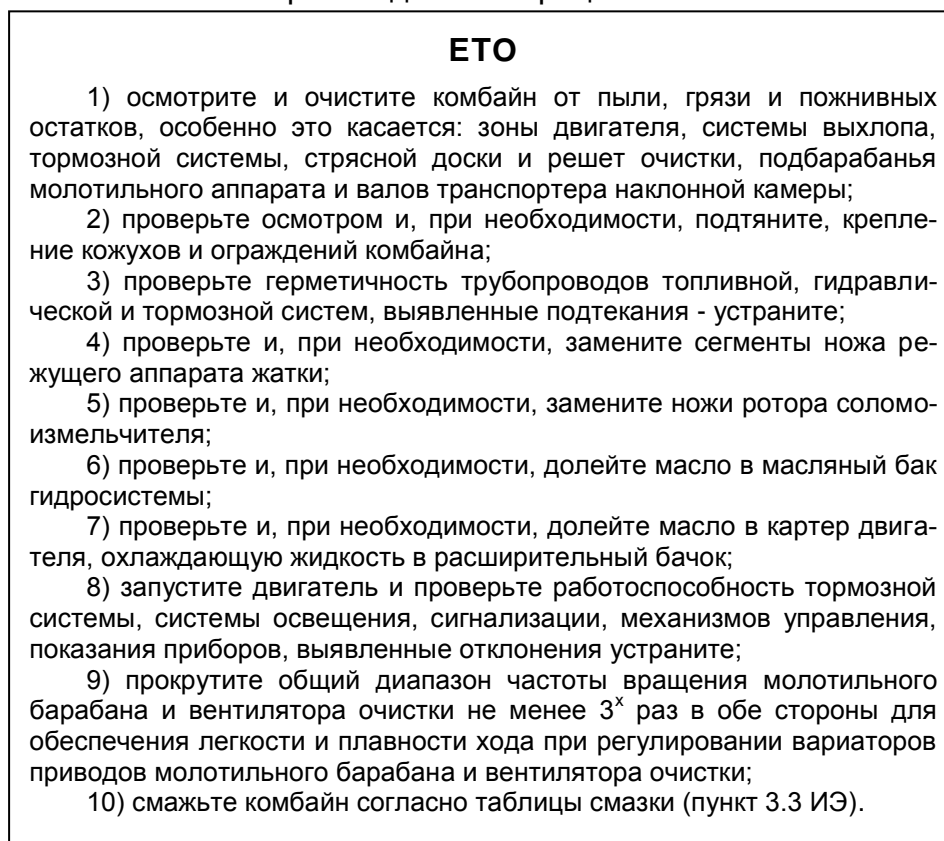 ЕТО
1) осмотрите и очистите комбайн от пыли, грязи и пожнивных
остатков, особенно это касается: зоны двигателя, системы выхлопа,
тормозной системы, стрясной доски и решет очистки, подбарабанья
молотильного аппарата и валов транспортера наклонной камеры;
2) проверьте осмотром и, при необходимости, подтяните, крепле-
ние кожухов и ограждений комбайна;
3) проверьте герметичность трубопроводов топливной, гидравли-
ческой и тормозной систем, выявленные подтекания - устраните;
4) проверьте и, при необходимости, замените сегменты ножа ре-
жущего аппарата жатки;
5) проверьте и, при необходимости, замените ножи ротора соломо-
измельчителя;
6) проверьте и, при необходимости, долейте масло в масляный бак
гидросистемы;
7) проверьте и, при необходимости, долейте масло в картер двига-
теля, охлаждающую жидкость в расширительный бачок;
8) запустите двигатель и проверьте работоспособность тормозной
системы, системы освещения, сигнализации, механизмов управления,
показания приборов, выявленные отклонения устраните;
9) прокрутите общий диапазон частоты вращения молотильного
барабана и вентилятора очистки не менее 3ˣ раз в обе стороны для
обеспечения легкости и плавности хода при регулировании вариаторов
приводов молотильного барабана и вентилятора очистки;
10) смажьте комбайн согласно таблицы смазки (пункт 3.3 ИЭ).